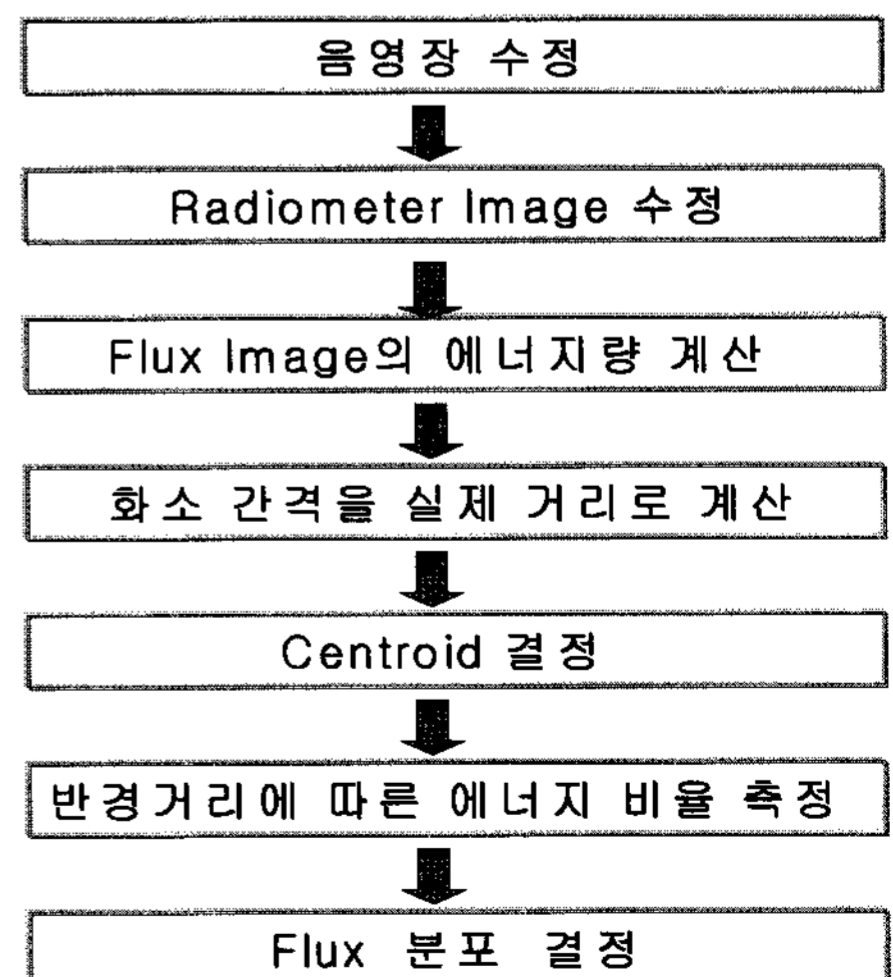 음영장 수정
Radiometer Image 수정
Flux Image의 에너지량 계산
화소 간격을 실제 거리로 계산
Centroid 결정
반경거리에 따른 에너지 비율 측정
Flux 분포 결정